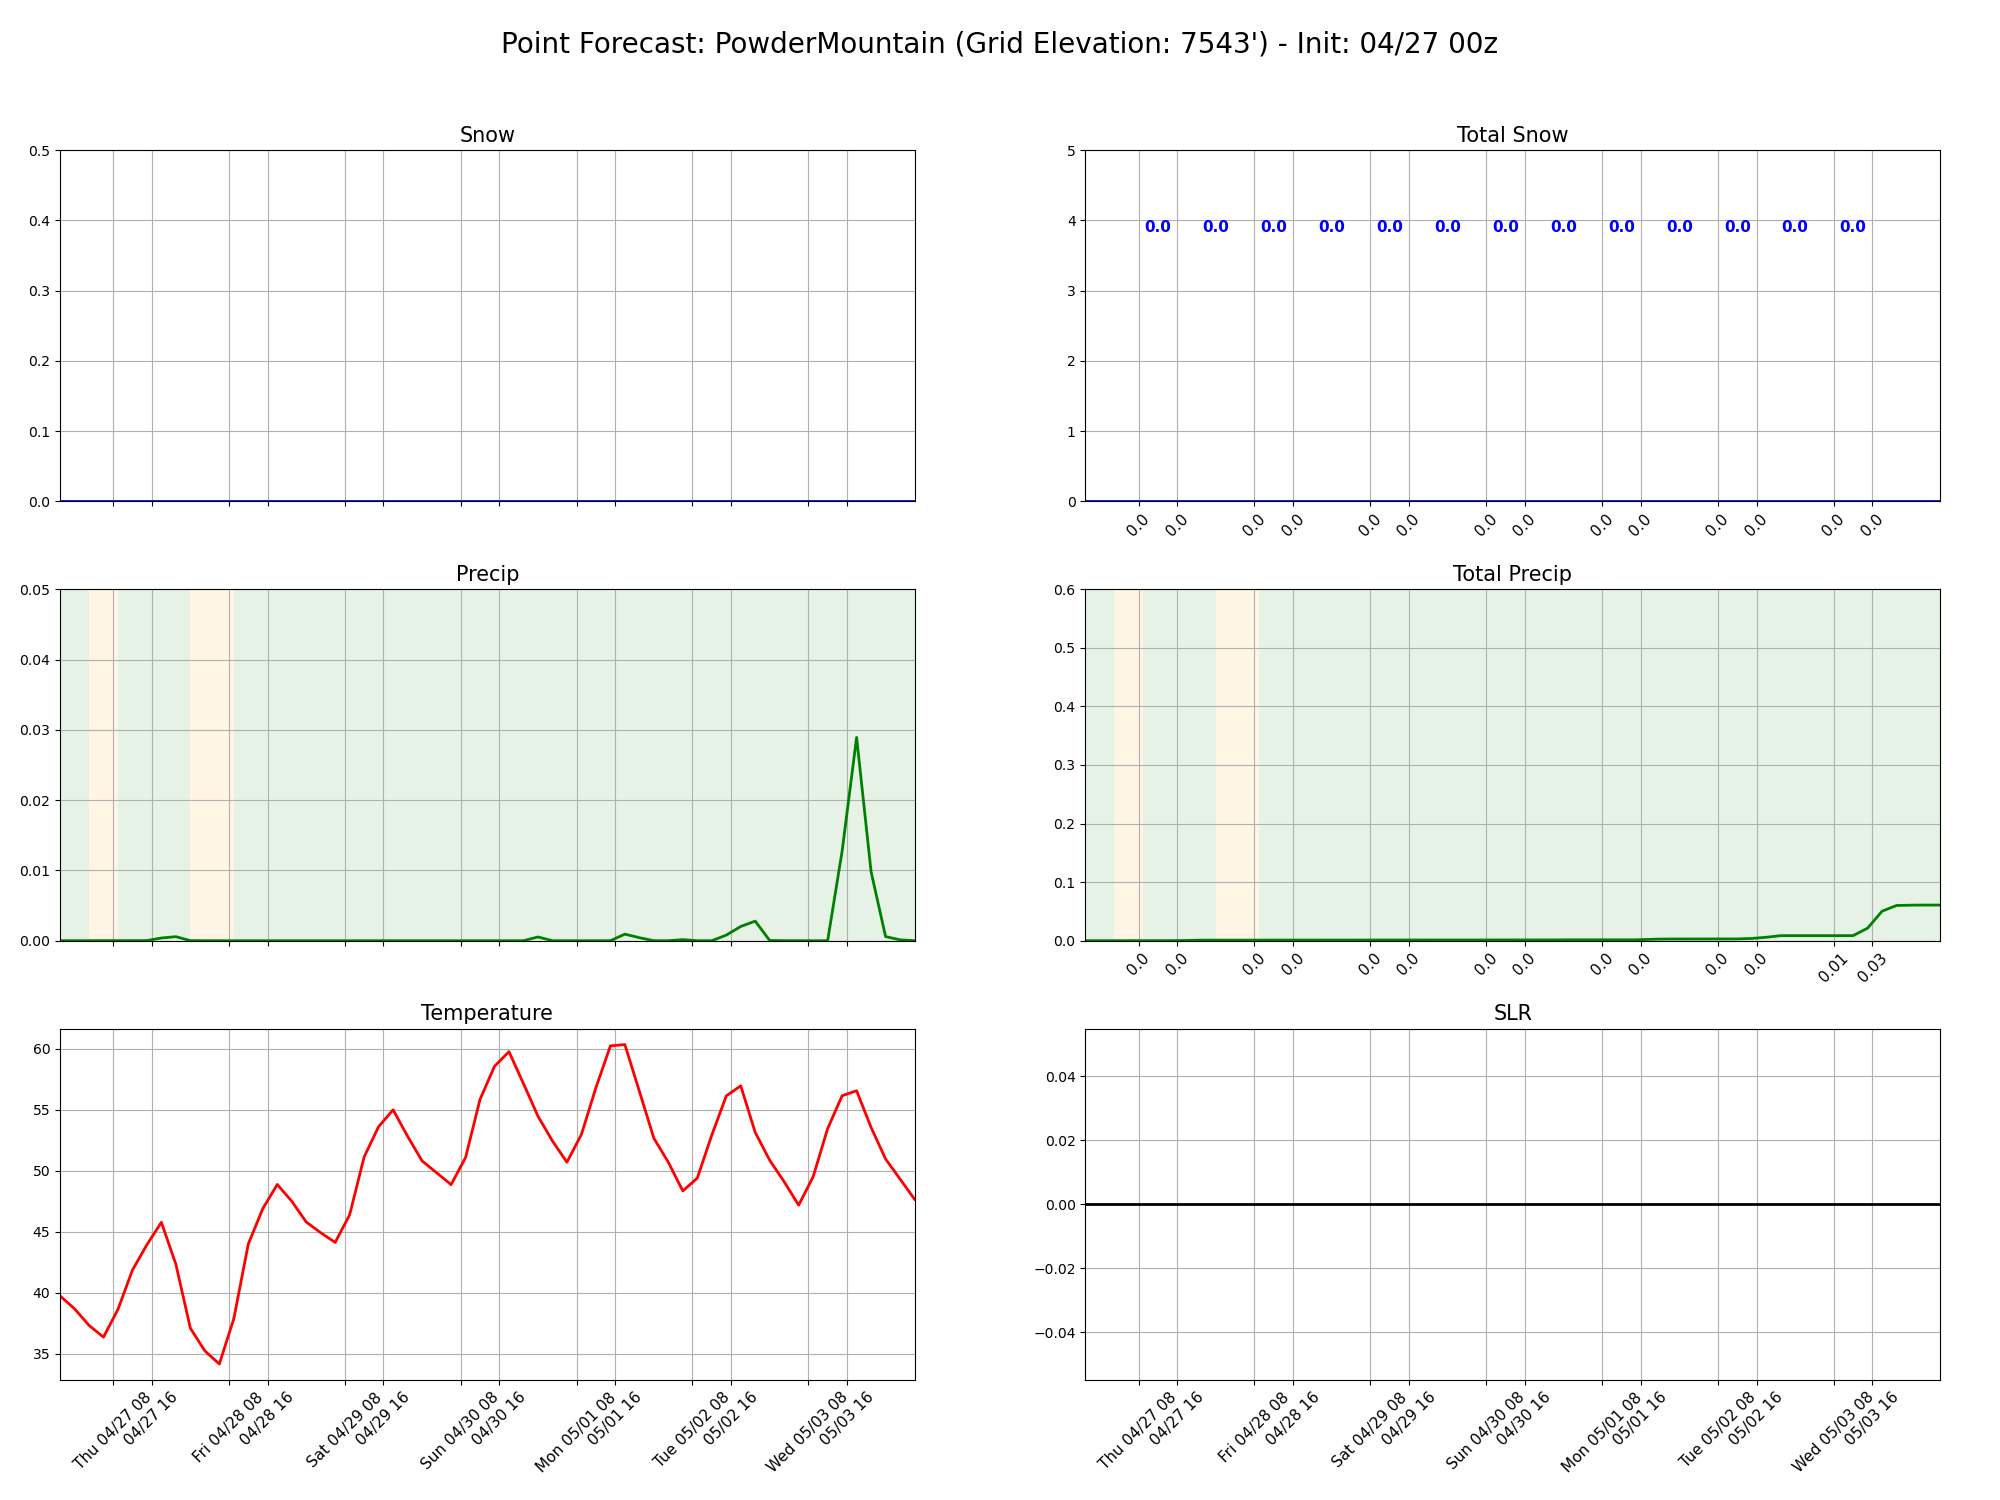 Point Forecast: PowderMountain (Grid Elevation: 7543') - Init: 04/27 00z
Snow
0.5
0.4
0.3
0.2
0.1
0.0
Total Snow
5
4
3
2
1
0
0.0 0.0 0.0 0.0 0.0 0.0 0.0 0.0 0.0 0.0 0.0 0.0 0.0
0.0 0.0 0.0 0.0 0.0 0.0 0.0 0.0 0.0 0.0 0.0 0.0 0.0 0.0
Precip
0.05
0.04
0.03
0.02
0.01
0.00
Total Precip
0.6
0.5
0.4
0.3
0.2
0.1
0.0
0.0 0.0 0.0 0.0 0.0 0.0 0.0 0.0 0.0 0.0 0.0 0.0 0.01 0.03
Temperature
60
55
50
45
40
35
Thu 04/27 08
04/27 16
Fri 04/28 08
04/28 16
Sat 04/29 08
04/29 16
Sun 04/30 08
04/30 16
Mon 05/01 08
05/01 16
Tue 05/02 08
05/02 16
Wed 05/03 08
05/03 16
SLR
0.04
0.02
0.00
−0.02
−0.04
Thu 04/27 08
04/27 16
Fri 04/28 08
04/28 16
Sat 04/29 08
04/29 16
Sun 04/30 08
04/30 16
Mon 05/01 08
05/01 16
Tue 05/02 08
05/02 16
Wed 05/03 08
05/03 16